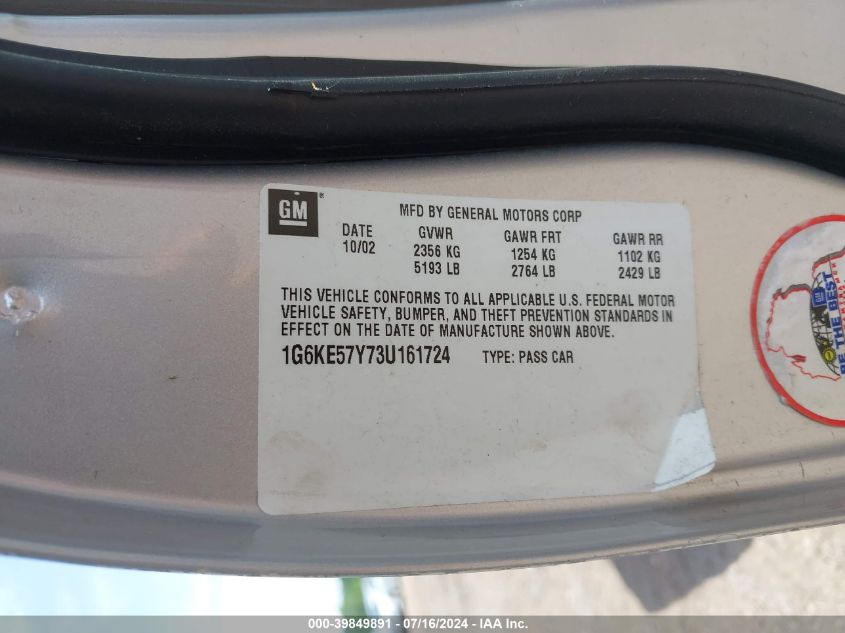 GM
®
MFD BY GENERAL MOTORS CORP
DATE GVWR GAWR FRT GAWR RR
10/02 2356 KG 1254 KG 1102 KG
5193 LB 2764 LB 2429 LB
THIS VEHICLE CONFORMS TO ALL APPLICABLE U.S. FEDERAL MOTOR
VEHICLE SAFETY, BUMPER, AND THEFT PREVENTION STANDARDS IN
EFFECT ON THE DATE OF MANUFACTURE SHOWN ABOVE.
1G6KE57Y73U161724 TYPE: PASS CAR
BE THE BEST
000-39849891 - 07/16/2024 - IAA Inc.